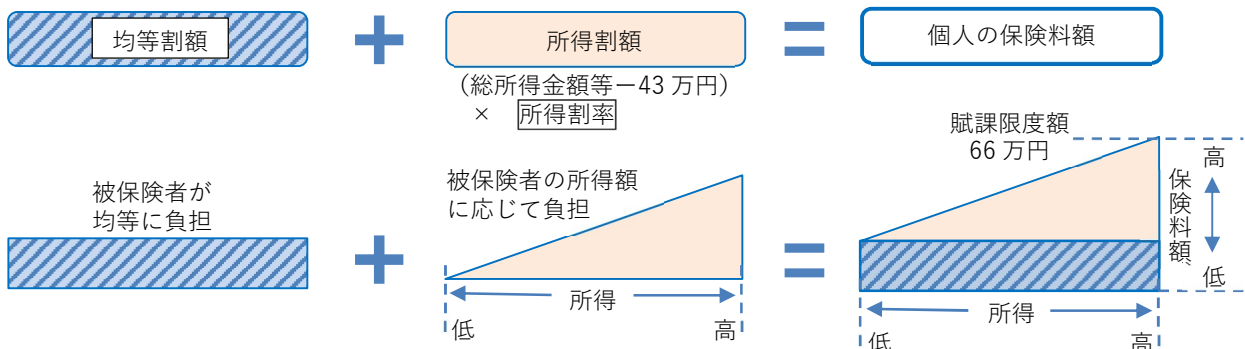 均等割額
+
所得割額
=
個人の保険料額
(総所得金額等ー43 万円)
× 所得割率
賦課限度額
66 万円
被保険者が
均等に負担
+
被保険者の所得額
に応じて負担
=
高
保険料額
低
所得
低
高
所得
低
高